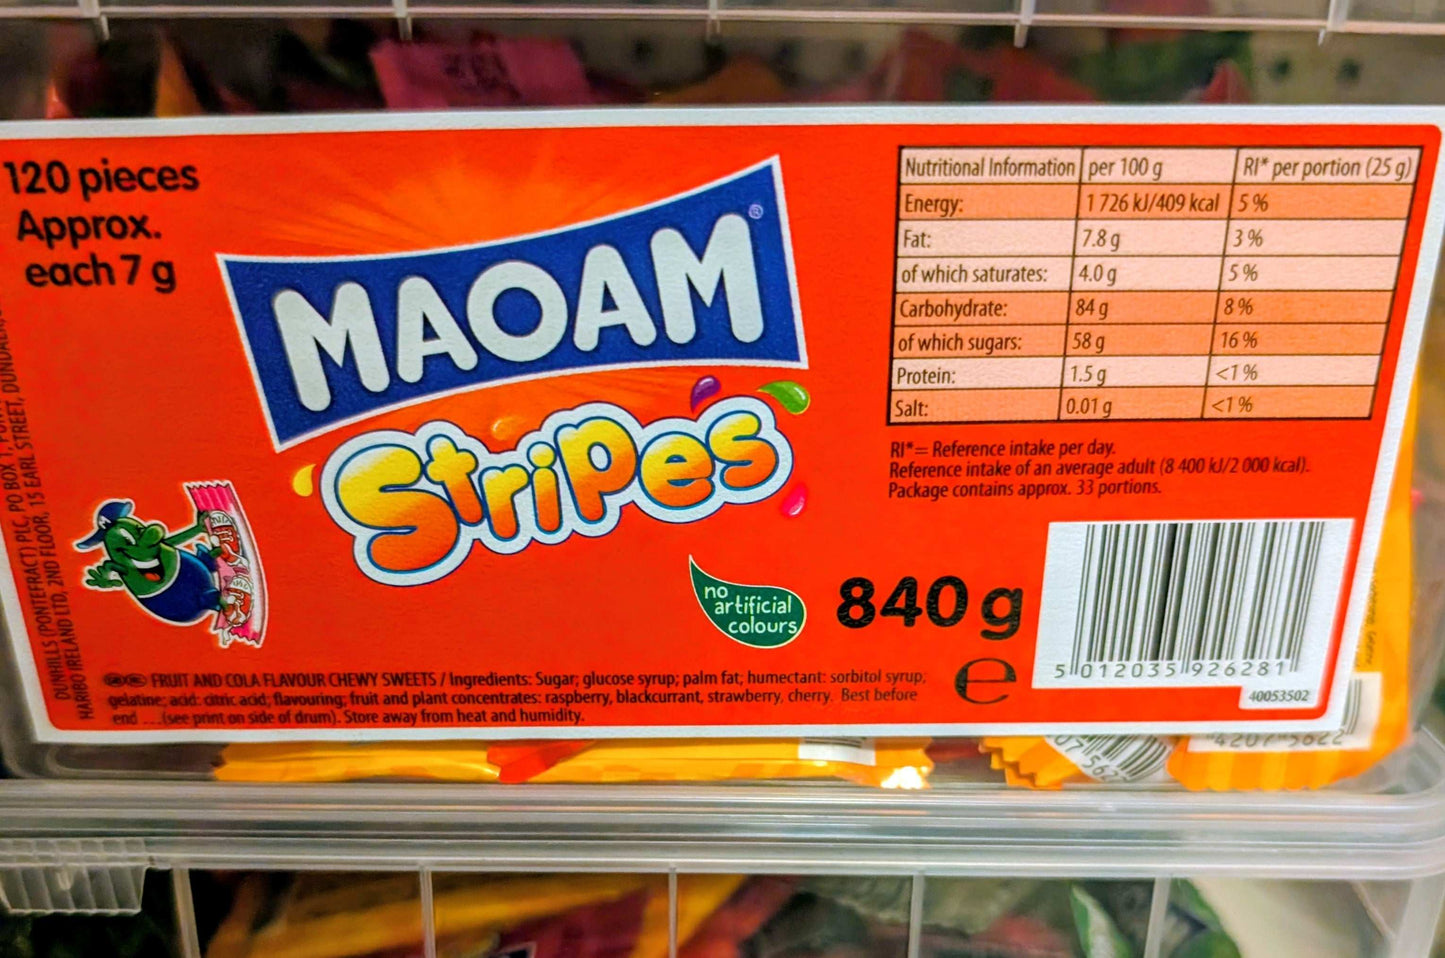 120 pieces
Approx.
each 7 g
MAOAM®
Stripes
no
artificial
colours
840 g
e
Nutritional Information per 100 g RI* per portion (25 g)
Energy: 1 726 kJ/409 kcal 5 %
Fat: 7.8 g 3 %
of which saturates: 4.0 g 5 %
Carbohydrate: 84 g 8 %
of which sugars: 58 g 16 %
Protein: 1.5 g <1 %
Salt: 0.01 g <1 %
RI*= Reference intake per day.
Reference intake of an average adult (8 400 kJ/2 000 kcal).
Package contains approx. 33 portions.
5 012035 926281
40053502
FRUIT AND COLA FLAVOUR CHEWY SWEETS / Ingredients: Sugar; glucose syrup; palm fat; humectant: sorbitol syrup;
gelatine; acid: citric acid; flavouring; fruit and plant concentrates: raspberry, blackcurrant, strawberry, cherry. Best before
end ...(see print on side of drum). Store away from heat and humidity.
DUNHILLS (PONTEFRACT) PLC, PO BOX 1,
HARIBO IRELAND LTD, 2ND FLOOR, 15 EARL STREET,